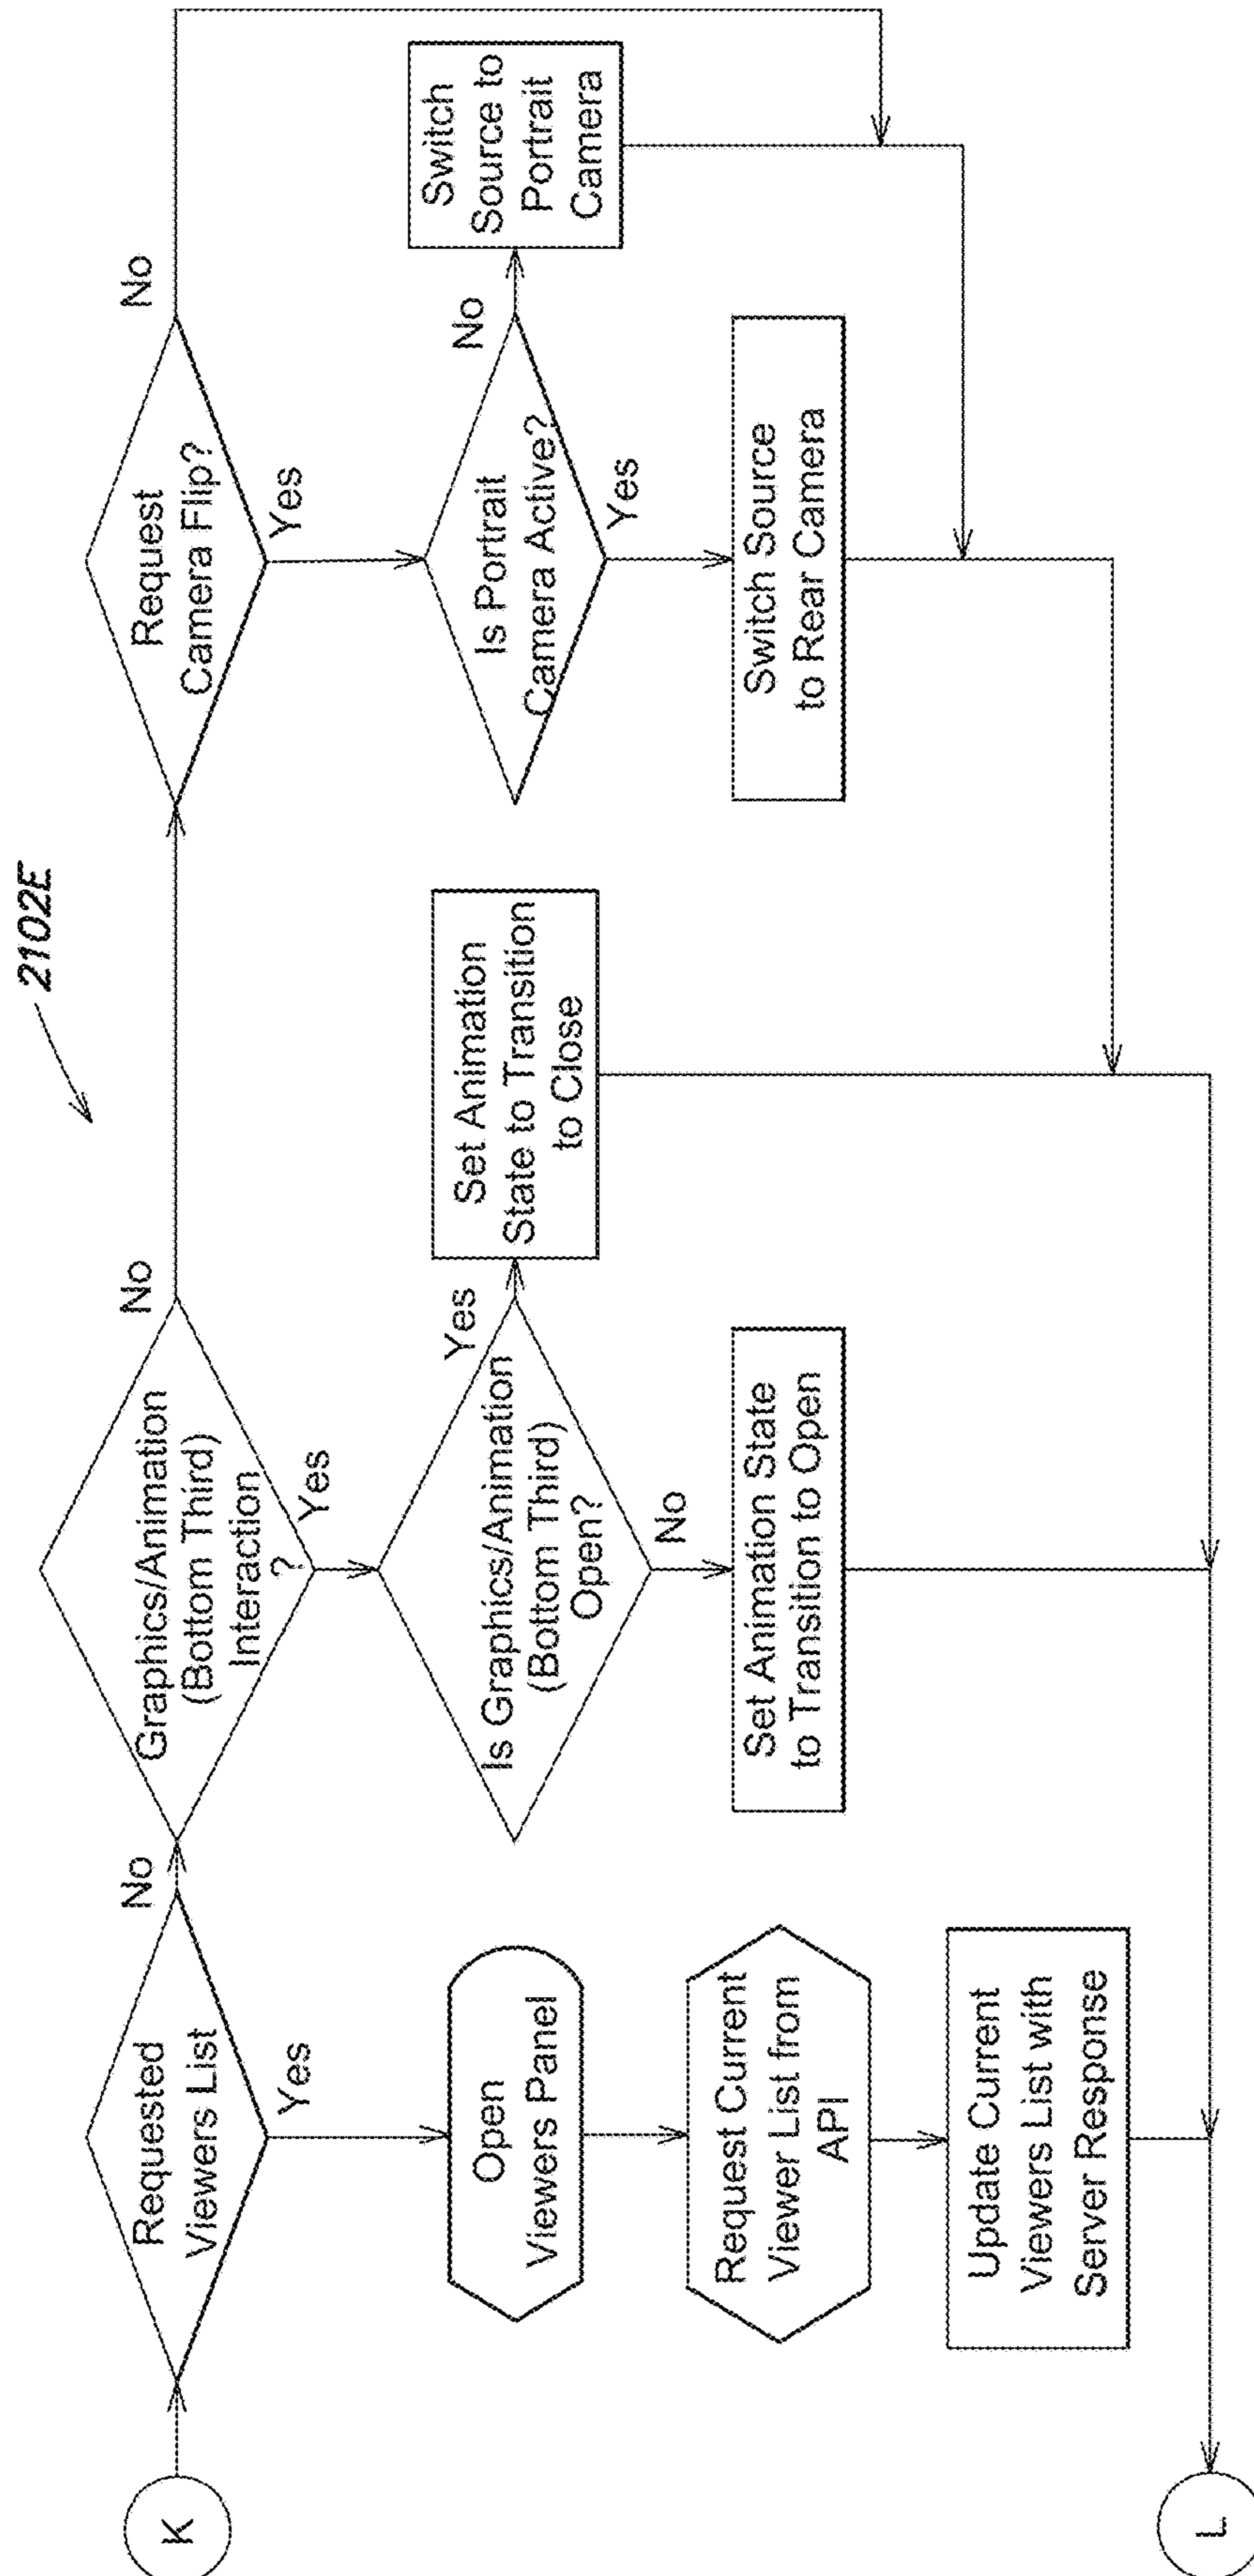 2102E
K
Requested
Viewers List
No
Yes
Open
Viewers Panel
Request Current
Viewer List from
API
Update Current
Viewers List with
Server Response
Graphics/Animation
(Bottom Third)
Interaction
?
No
Yes
Is Graphics/Animation
(Bottom Third)
Open?
Yes
No
Set Animation
State to Transition
to Close
Set Animation State
to Transition to Open
Request
Camera Flip?
No
Yes
Is Portrait
Camera Active?
No
Yes
Switch
Source to
Portrait
Camera
Switch Source
to Rear Camera
L